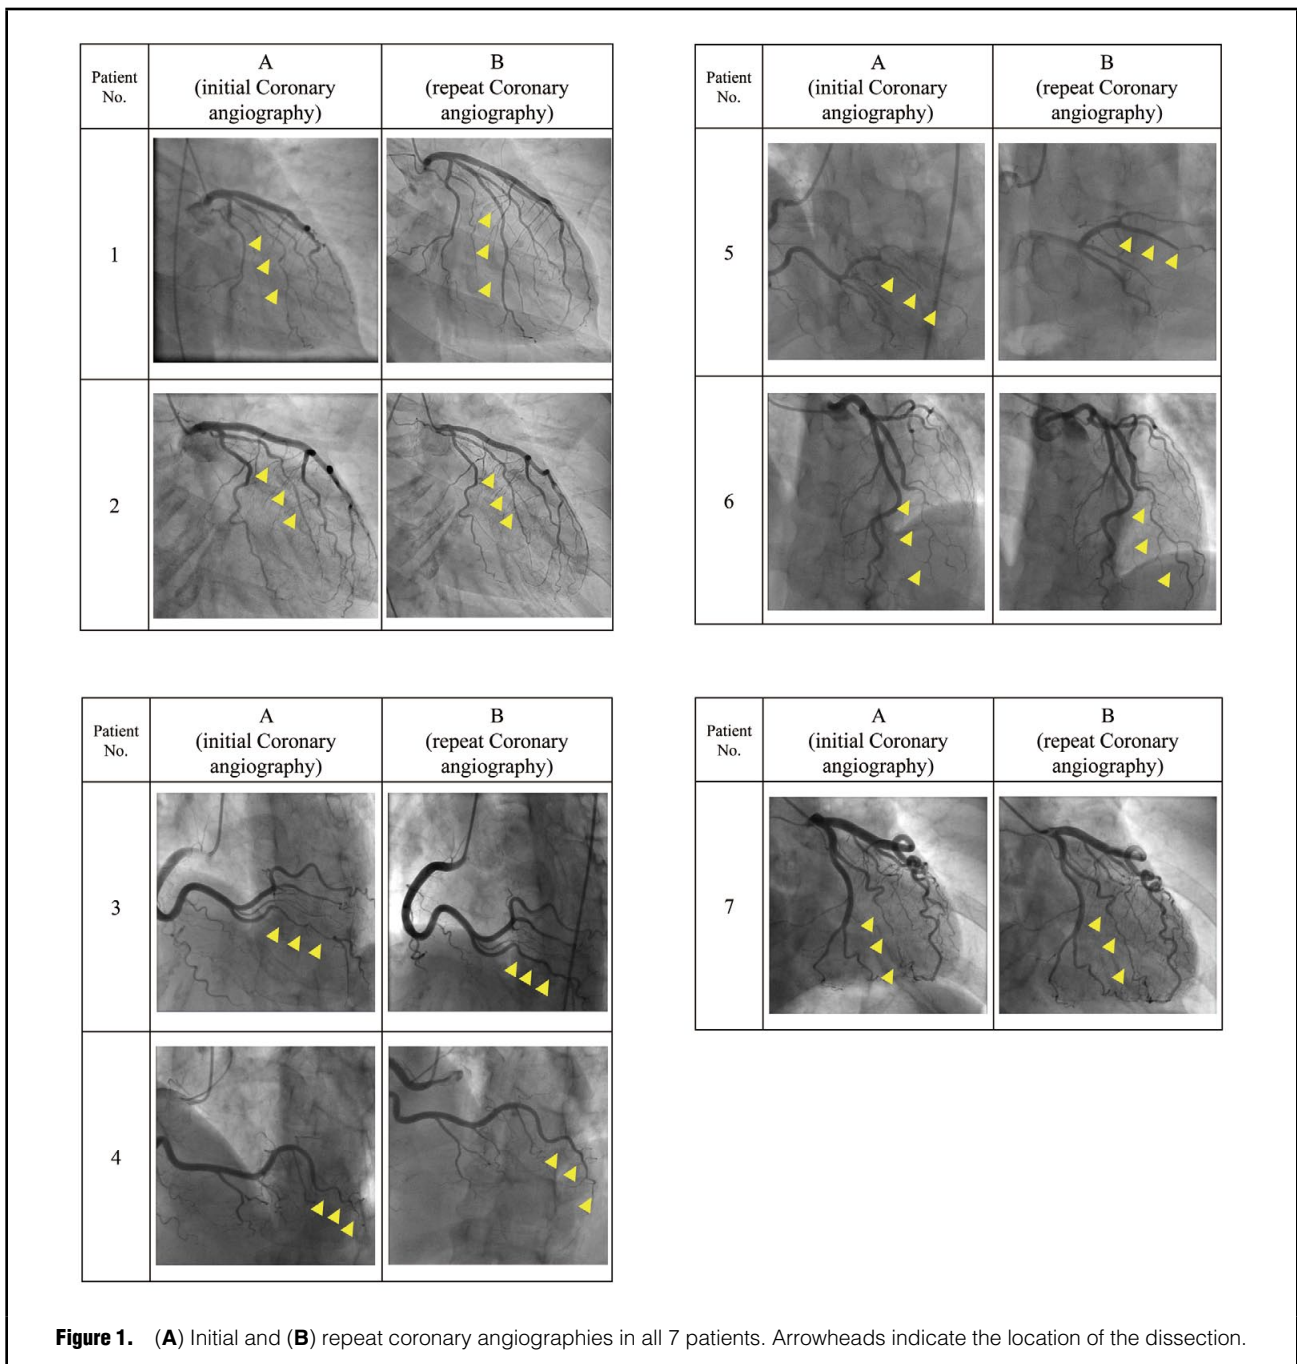 Patient No.
A (initial Coronary angiography)
B (repeat Coronary angiography)
1
2
Patient No.
A (initial Coronary angiography)
B (repeat Coronary angiography)
5
6
Patient No.
A (initial Coronary angiography)
B (repeat Coronary angiography)
3
4
Patient No.
A (initial Coronary angiography)
B (repeat Coronary angiography)
7
Figure 1. (A) Initial and (B) repeat coronary angiographies in all 7 patients. Arrowheads indicate the location of the dissection.